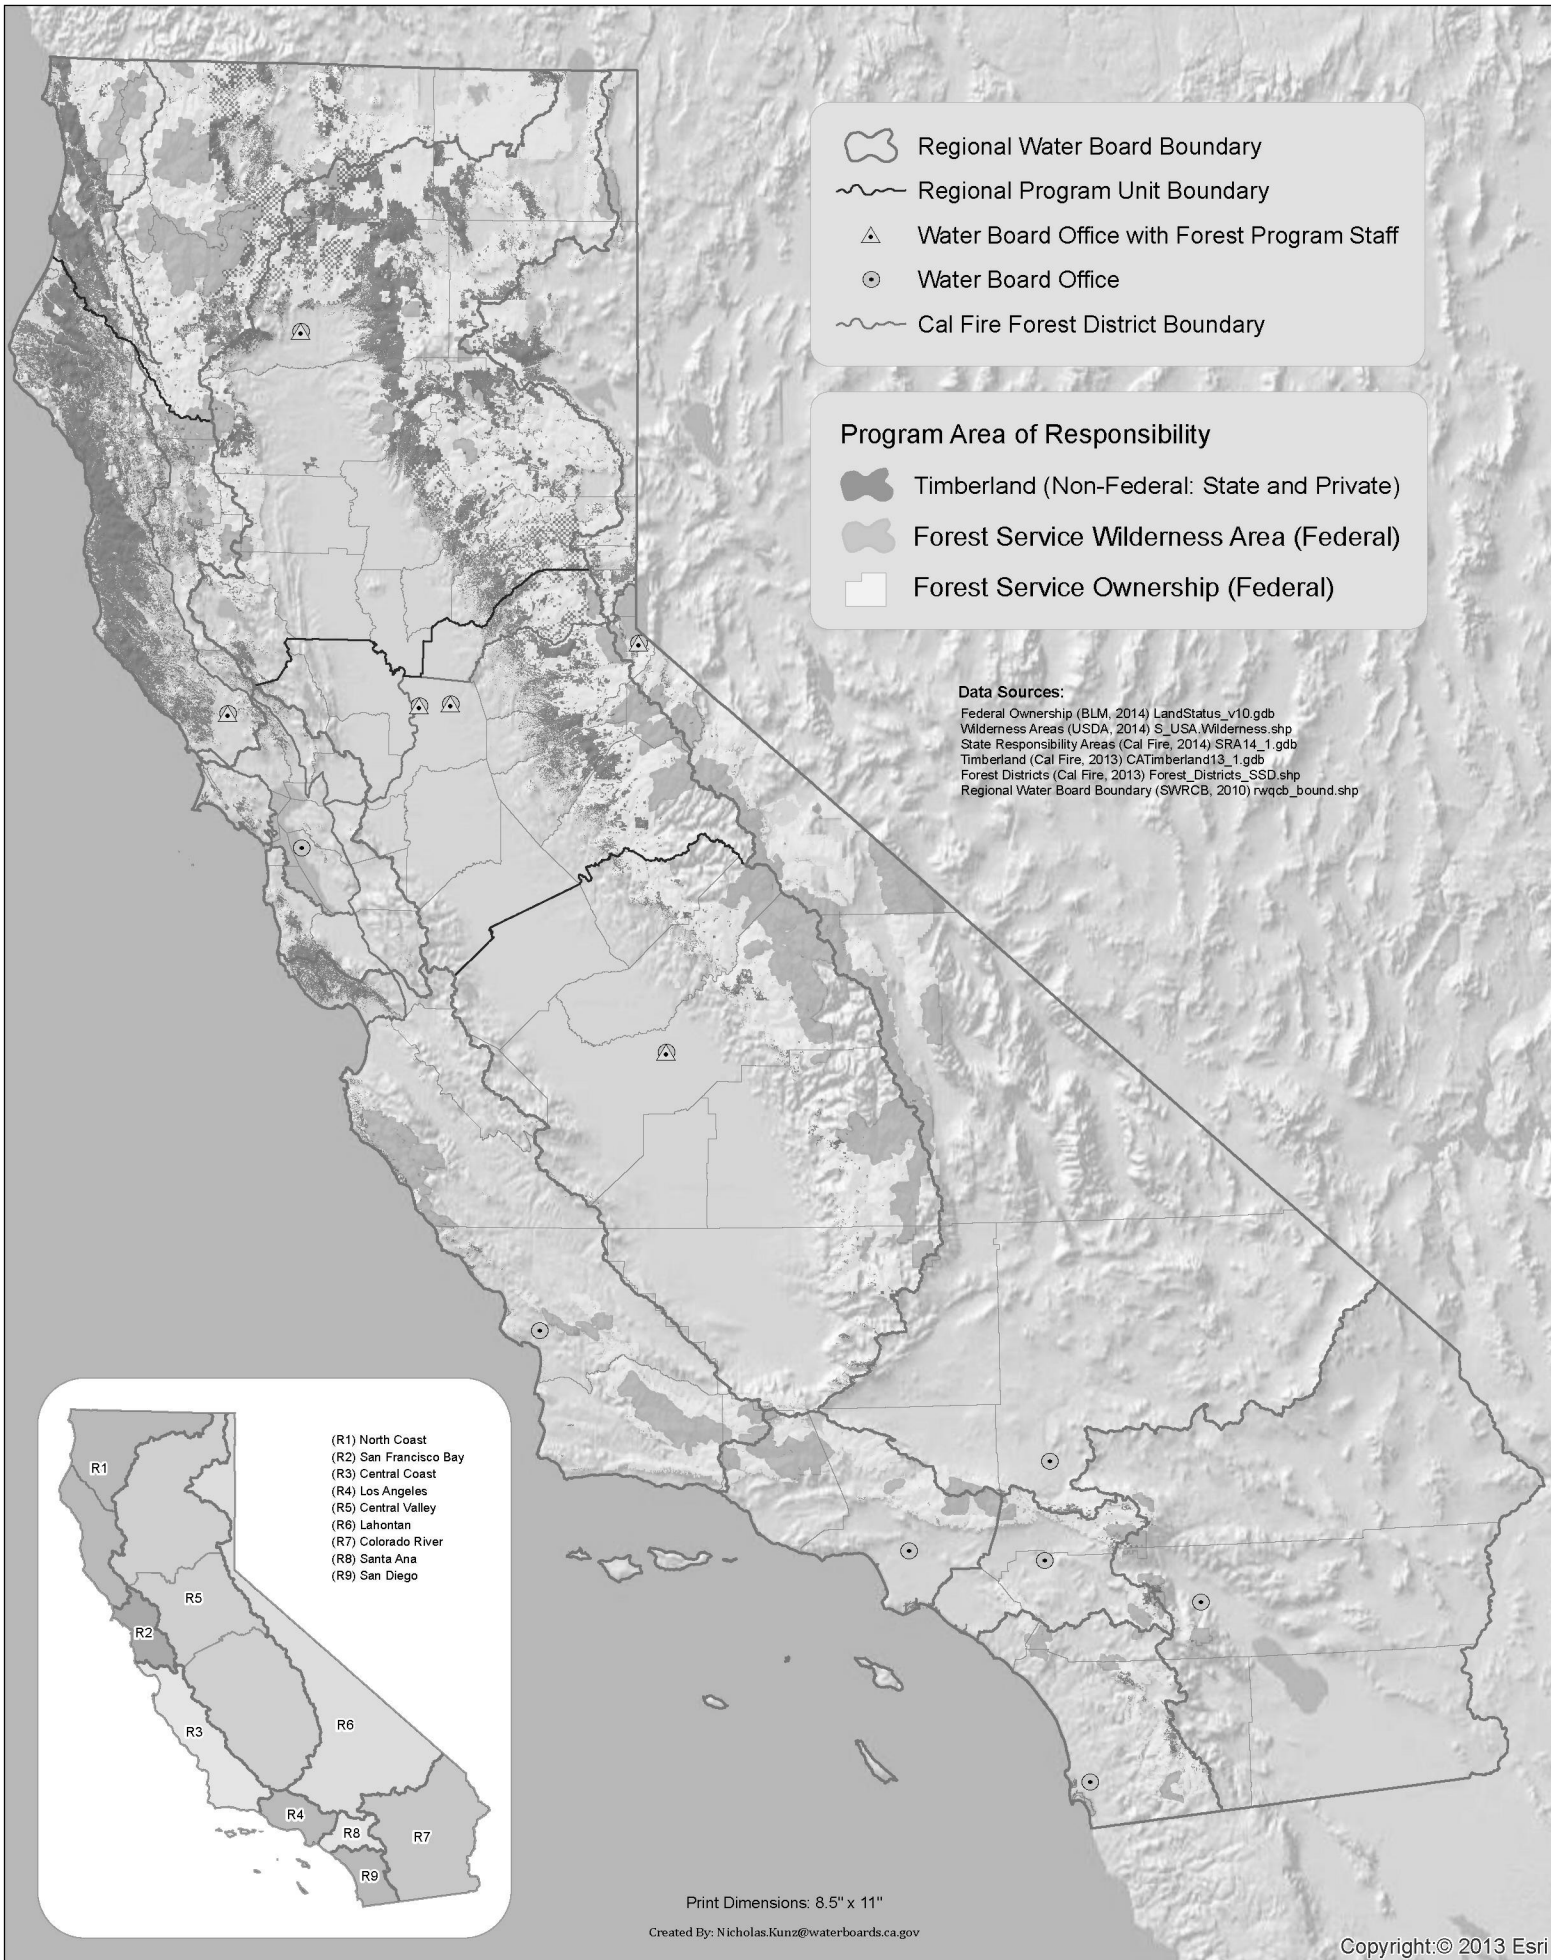 Regional Water Board Boundary
Regional Program Unit Boundary
Water Board Office with Forest Program Staff
Water Board Office
Cal Fire Forest District Boundary
Program Area of Responsibility
Timberland (Non-Federal: State and Private)
Forest Service Wilderness Area (Federal)
Forest Service Ownership (Federal)
Data Sources:
Federal Ownership (BLM, 2014) LandStatus_v10.gdb
Wilderness Areas (USDA, 2014) S_USA.Wilderness.shp
State Responsibility Areas (Cal Fire, 2014) SRA14_1.gdb
Timberland (Cal Fire, 2013) CATimberland13_1.gdb
Forest Districts (Cal Fire, 2013) Forest_Districts_SSD.shp
Regional Water Board Boundary (SWRCB, 2010) rwqcb_bound.shp
(R1) North Coast
(R2) San Francisco Bay
(R3) Central Coast
(R4) Los Angeles
(R5) Central Valley
(R6) Lahontan
(R7) Colorado River
(R8) Santa Ana
(R9) San Diego
R1
R5
R2
R6
R3
R4
R8
R7
R9
Print Dimensions: 8.5" x 11"
Created By: Nicholas.Kunz@waterboards.ca.gov
Copyright:© 2013 Esri